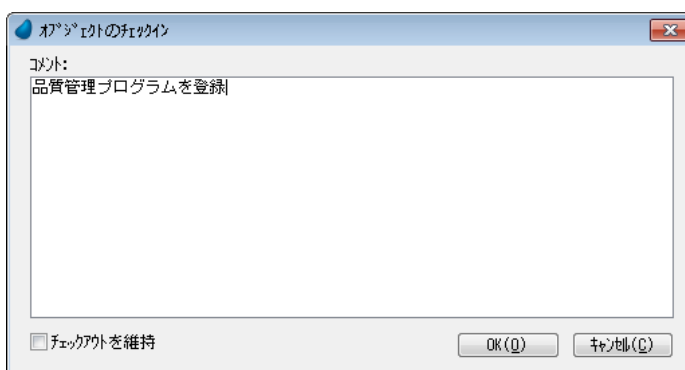 オブジェクトのチェックイン
コメント:
品質管理プログラムを登録
チェックアウトを維持
OK(O)
キャンセル(C)